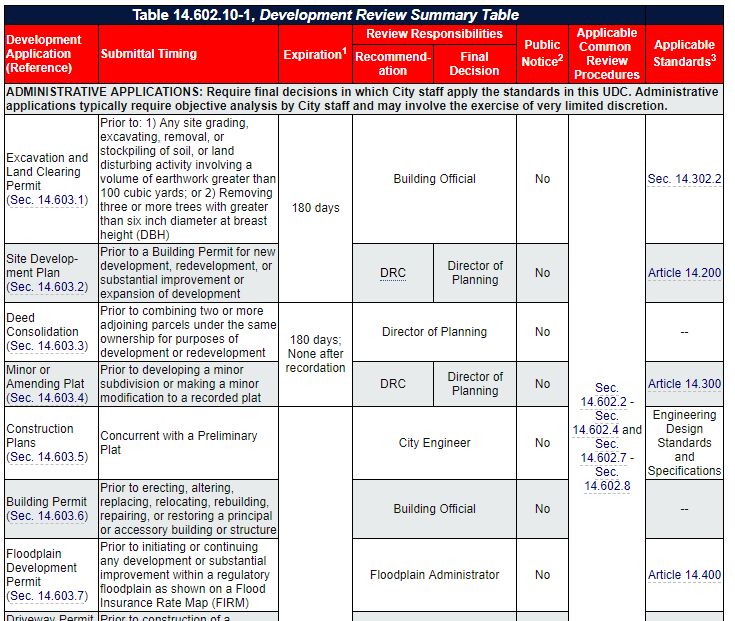 Table 14.602.10-1, Development Review Summary Table
Development
Application
(Reference)
Submittal Timing
Expiration1
Review Responsibilities
Recommend-
ation
Final
Decision
Public
Notice2
Applicable
Common
Review
Procedures
Applicable
Standards3
ADMINISTRATIVE APPLICATIONS: Require final decisions in which City staff apply the standards in this UDC. Administrative
applications typically require objective analysis by City staff and may involve the exercise of very limited discretion.
Excavation and
Land Clearing
Permit
(Sec. 14.603.1)
Prior to: 1) Any site grading,
excavating, removal, or
stockpiling of soil, or land
disturbing activity involving a
volume of earthwork greater than
100 cubic yards; or 2) Removing
three or more trees with greater
than six inch diameter at breast
height (DBH)
180 days
Building Official
No
Sec. 14.302.2
Site Develop-
ment Plan
(Sec. 14.603.2)
Prior to a Building Permit for new
development, redevelopment, or
substantial improvement or
expansion of development
DRC
Director of
Planning
No
Article 14.200
Deed
Consolidation
(Sec. 14.603.3)
Prior to combining two or more
adjoining parcels under the same
ownership for purposes of
development or redevelopment
180 days;
None after
recordation
Director of Planning
No
--
Minor or
Amending Plat
(Sec. 14.603.4)
Prior to developing a minor
subdivision or making a minor
modification to a recorded plat
DRC
Director of
Planning
No
Sec.
14.602.2 -
Sec.
14.602.4 and
Sec.
14.602.7 -
Sec.
14.602.8
Article 14.300
Construction
Plans
(Sec. 14.603.5)
Concurrent with a Preliminary
Plat
City Engineer
No
Engineering
Design
Standards
and
Specifications
Building Permit
(Sec. 14.603.6)
Prior to erecting, altering,
replacing, relocating, rebuilding,
repairing, or restoring a principal
or accessory building or structure
Building Official
No
--
Floodplain
Development
Permit
(Sec. 14.603.7)
Prior to initiating or continuing
any development or substantial
improvement within a regulatory
floodplain as shown on a Flood
Insurance Rate Map (FIRM)
Floodplain Administrator
No
Article 14.400
Driveway Permit
Prior to construction of a